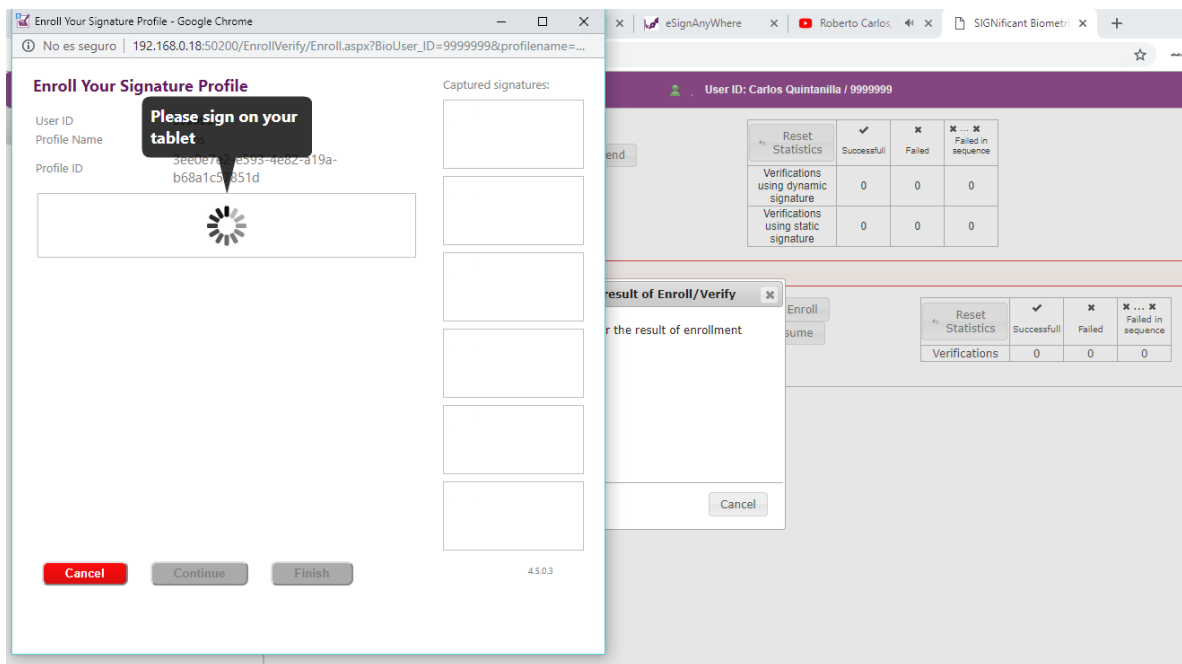 Enroll Your Signature Profile - Google Chrome
eSignAnyWhere
Roberto Carlos,
SIGNificant Biometri
No es seguro | 192.168.0.18:50200/EnrollVerify/Enroll.aspx?BioUser_ID=9999999&profilename=...
Enroll Your Signature Profile
Captured signatures:
User ID
Profile Name
Please sign on your
tablet
Profile ID
3ee0e7e2-e593-4e82-a19a-
b68a1c57851d
Cancel
Continue
Finish
4.5.0.3
User ID: Carlos Quintanilla / 9999999
end
Reset
Statistics
Successfull
Failed
Failed in
sequence
Verifications
using dynamic
signature
0 0 0
Verifications
using static
signature
0 0 0
result of Enroll/Verify
r the result of enrollment
Cancel
Enroll
sume
Reset
Statistics
Successfull
Failed
Failed in
sequence
Verifications 0 0 0